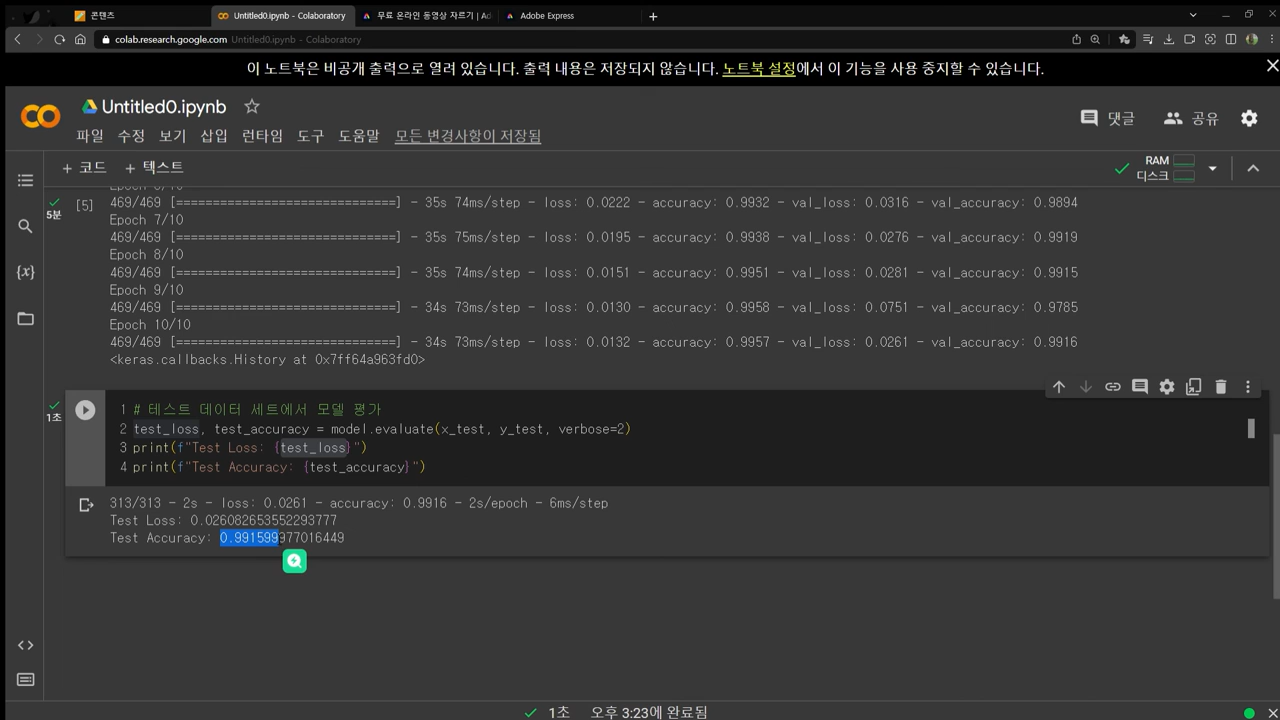 콘텐츠
Untitled0.ipynb - Colaboratory
무료 온라인 동영상 자르기 | Ad
Adobe Express
colab.research.google.com Untitled0.ipynb - Colaboratory
이 노트북은 비공개 출력으로 열려 있습니다. 출력 내용은 저장되지 않습니다. 노트북 설정에서 이 기능을 사용 중지할 수 있습니다.
Untitled0.ipynb
댓글 공유
파일 수정 보기 삽입 런타임 도구 도움말 모든 변경사항이 저장됨
+ 코드 + 텍스트
RAM
디스크
Epoch 6/10
[5] 469/469 [==============================] - 35s 74ms/step - loss: 0.0222 - accuracy: 0.9932 - val_loss: 0.0316 - val_accuracy: 0.9894
5분
Epoch 7/10
469/469 [==============================] - 35s 75ms/step - loss: 0.0195 - accuracy: 0.9938 - val_loss: 0.0276 - val_accuracy: 0.9919
Epoch 8/10
469/469 [==============================] - 35s 74ms/step - loss: 0.0151 - accuracy: 0.9951 - val_loss: 0.0281 - val_accuracy: 0.9915
Epoch 9/10
469/469 [==============================] - 34s 73ms/step - loss: 0.0130 - accuracy: 0.9958 - val_loss: 0.0751 - val_accuracy: 0.9785
Epoch 10/10
469/469 [==============================] - 34s 73ms/step - loss: 0.0132 - accuracy: 0.9957 - val_loss: 0.0261 - val_accuracy: 0.9916
<keras.callbacks.History at 0x7ff64a963fd0>
1초
1 # 테스트 데이터 세트에서 모델 평가
2 test_loss, test_accuracy = model.evaluate(x_test, y_test, verbose=2)
3 print(f"Test Loss: {test_loss}")
4 print(f"Test Accuracy: {test_accuracy}")
313/313 - 2s - loss: 0.0261 - accuracy: 0.9916 - 2s/epoch - 6ms/step
Test Loss: 0.026082653552293777
Test Accuracy: 0.991599977016449
1초 오후 3:23에 완료됨